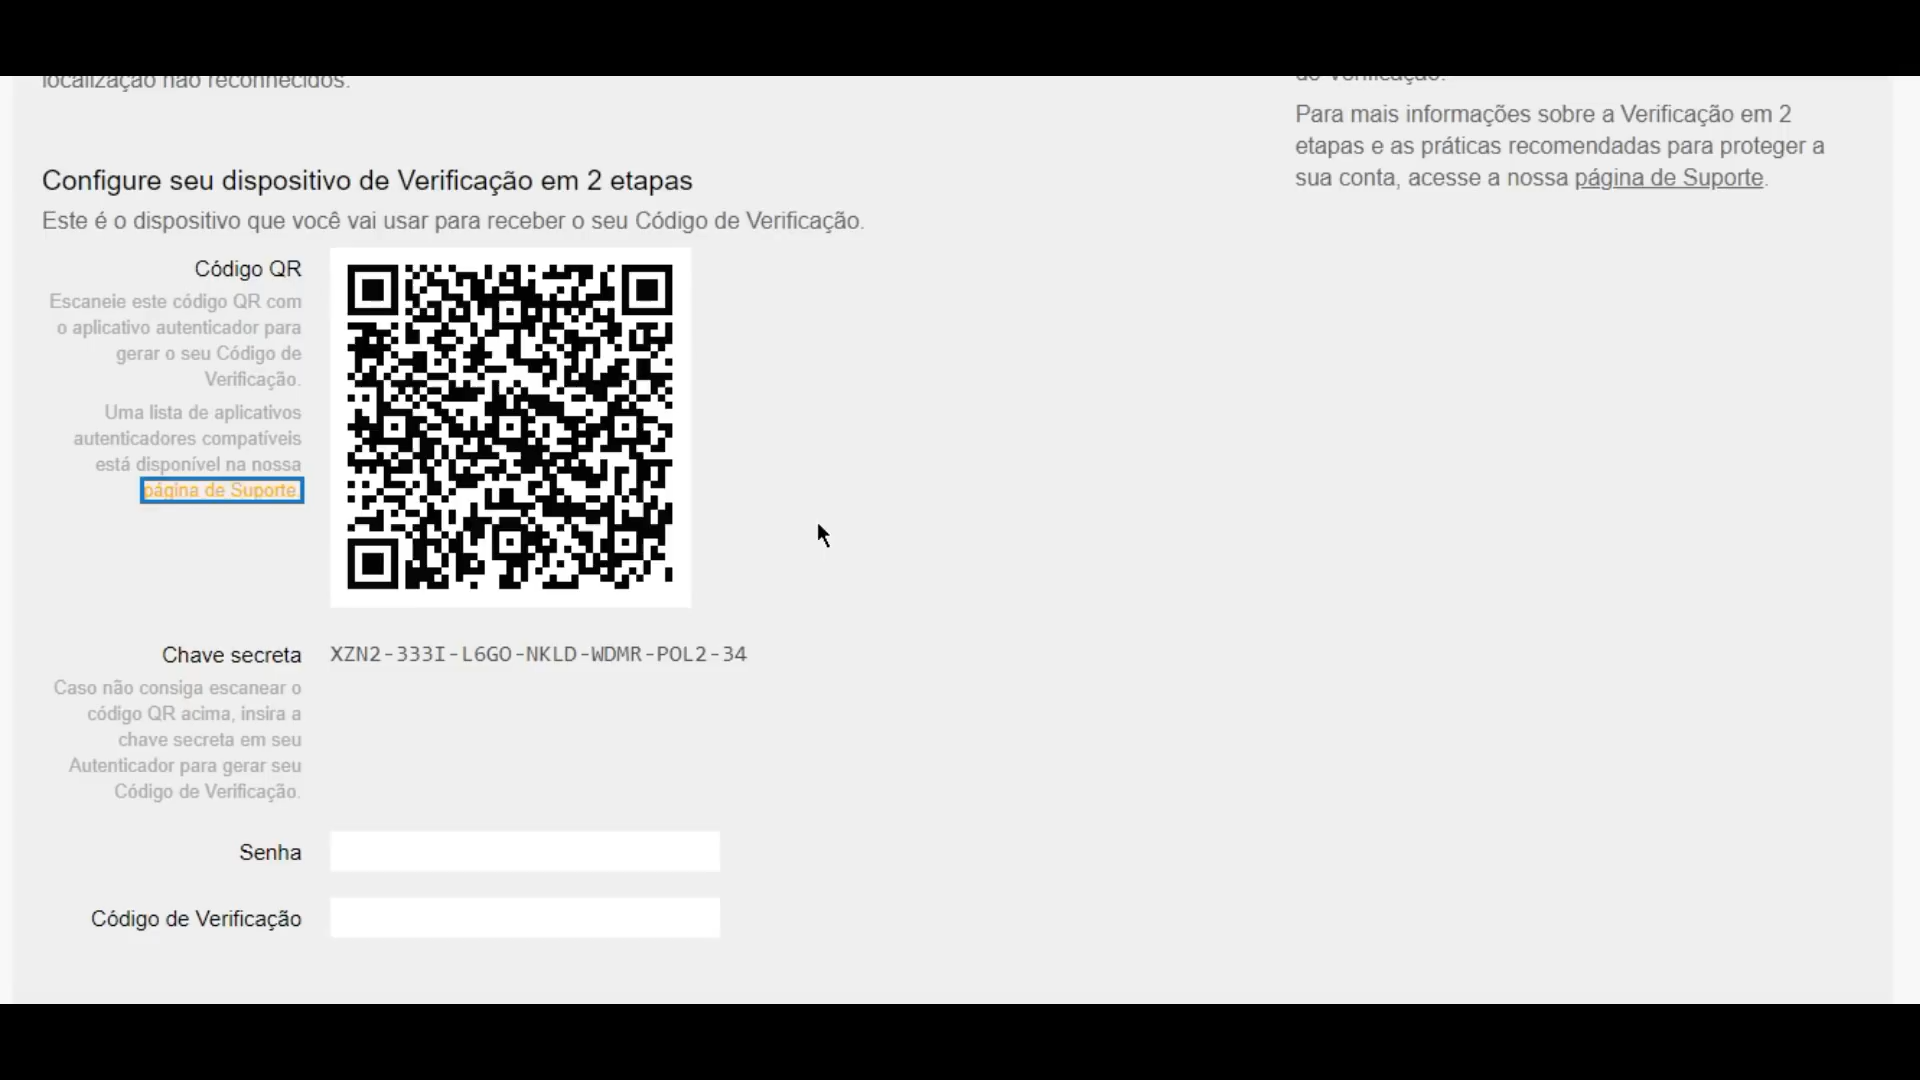 localização não reconhecidos.
do Verificação.
Para mais informações sobre a Verificação em 2
etapas e as práticas recomendadas para proteger a
sua conta, acesse a nossa página de Suporte.
Configure seu dispositivo de Verificação em 2 etapas
Este é o dispositivo que você vai usar para receber o seu Código de Verificação.
Código QR
Escaneie este código QR com
o aplicativo autenticador para
gerar o seu Código de
Verificação.
Uma lista de aplicativos
autenticadores compatíveis
está disponível na nossa
página de Suporte.
Chave secreta
XZN2-333I-L6GO-NKLD-WDMR-POL2-34
Caso não consiga escanear o
código QR acima, insira a
chave secreta em seu
Autenticador para gerar seu
Código de Verificação.
Senha
Código de Verificação